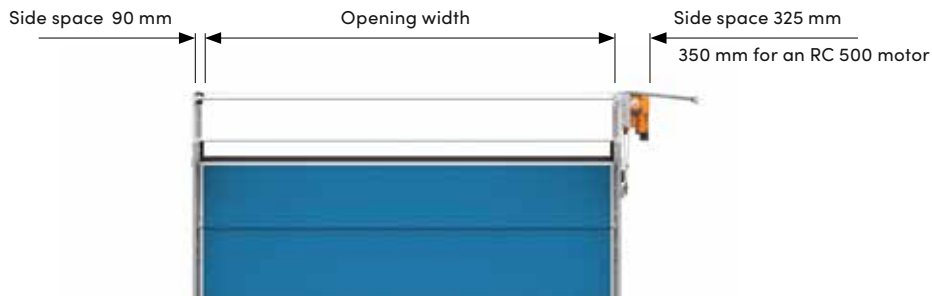 Side space 90 mm
Opening width
Side space 325 mm
350 mm for an RC 500 motor